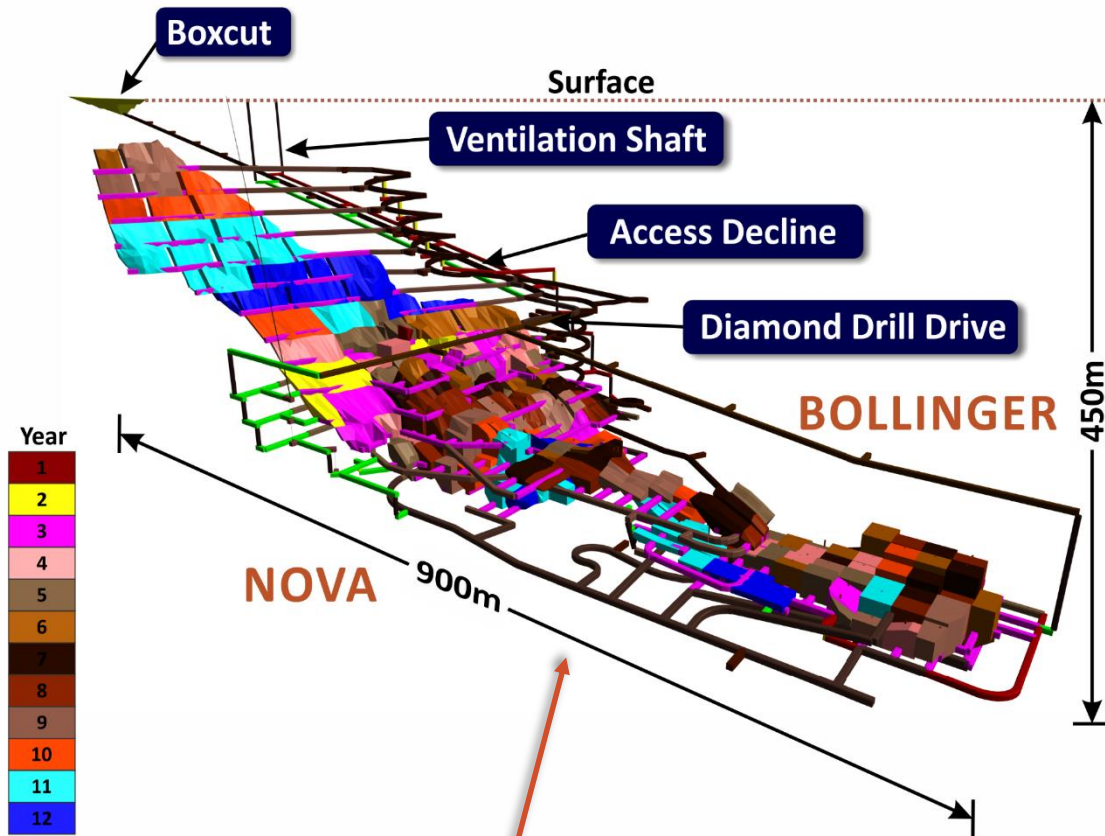 Boxcut
Surface
Ventilation Shaft
Access Decline
Diamond Drill Drive
BOLLINGER
450m
NOVA
900m
Year
1
2
3
4
5
6
7
8
9
10
11
12